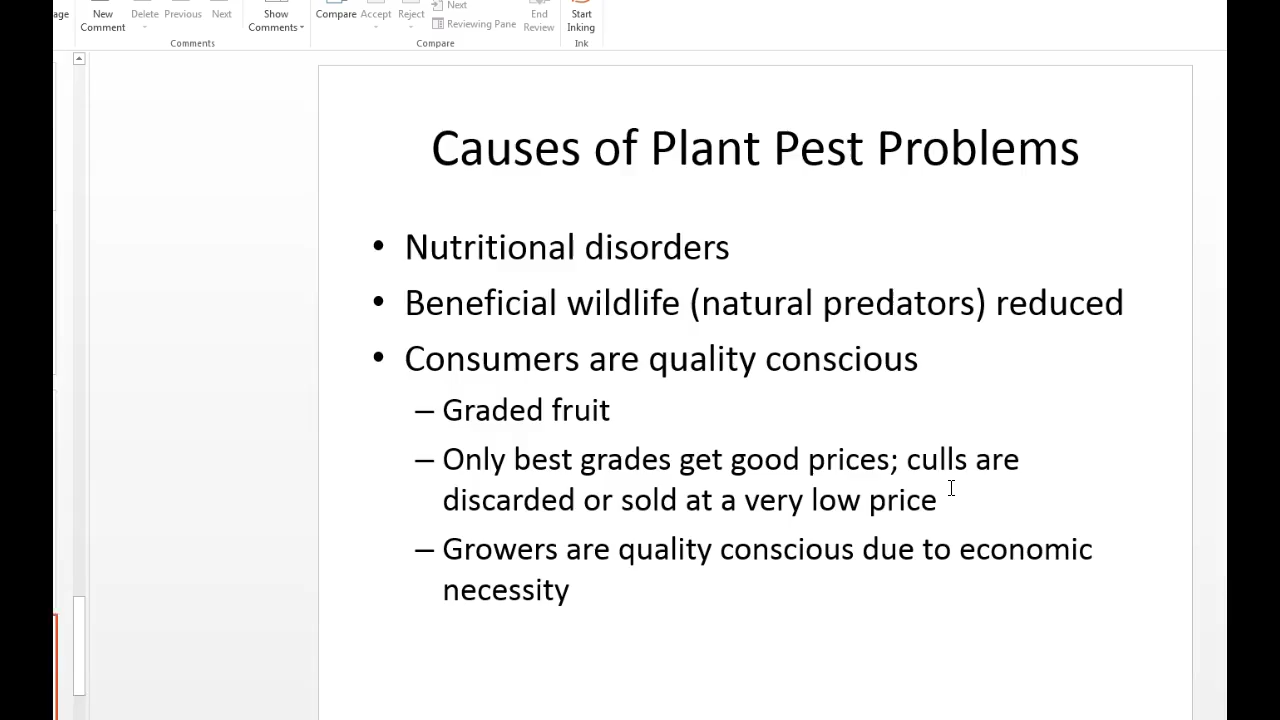 age
New
Comment
Delete
Previous
Next
Show
Comments
Comments
Compare
Accept
Reject
Next
Reviewing Pane
Compare
End
Review
Start
Inking
Ink
Causes of Plant Pest Problems
• Nutritional disorders
• Beneficial wildlife (natural predators) reduced
• Consumers are quality conscious
– Graded fruit
– Only best grades get good prices; culls are
discarded or sold at a very low price
– Growers are quality conscious due to economic
necessity